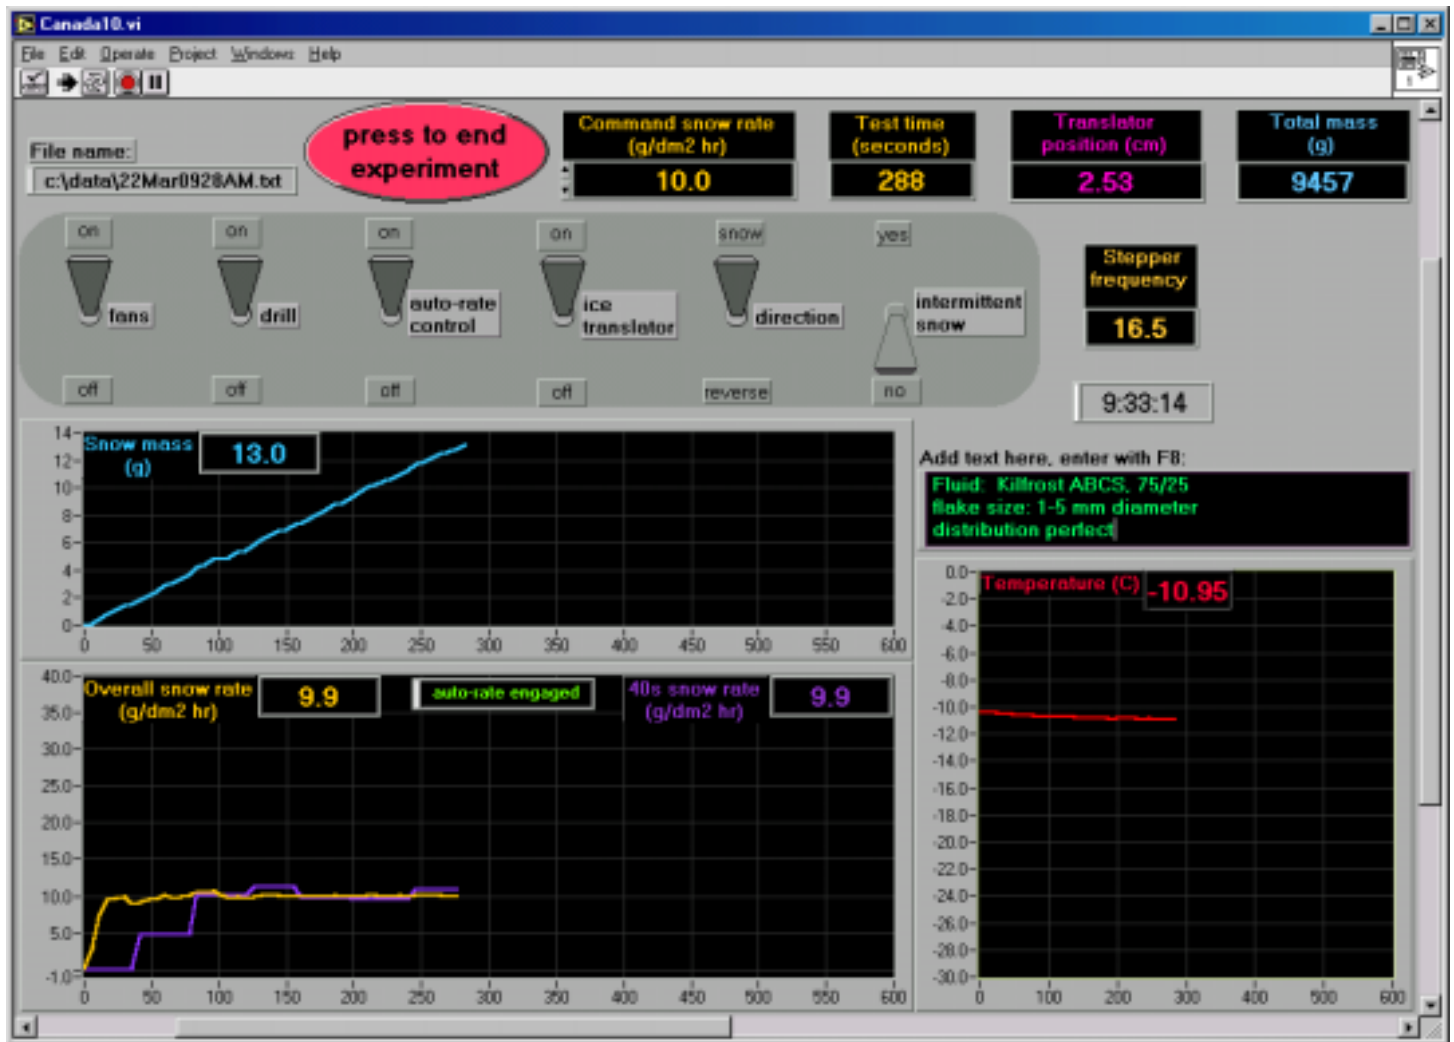 Canada10.vi
File Edit Operate Project Windows Help
File name:
c:\data\22Mar0928AM.txt
press to end
experiment
Command snow rate
(g/dm2 hr)
10.0
Test time
(seconds)
288
Translator
position (cm)
2.53
Total mass
(g)
9457
on on on on snow yes
fans
drill
auto-rate
control
ice
translator
direction
intermittent
snow
off off off off reverse no
Stepper
frequency
16.5
9:33:14
Snow mass
(g)
13.0
14
12
10
8
6
4
2
0
0 50 100 150 200 250 300 350 400 450 500 550 600
Add text here, enter with F8:
Fluid: Killfrost ABCS, 75/25
flake size: 1-5 mm diameter
distribution perfect
Overall snow rate
(g/dm2 hr)
9.9
auto-rate engaged
40s snow rate
(g/dm2 hr)
9.9
40.0
35.0
30.0
25.0
20.0
15.0
10.0
5.0
-1.0
0 50 100 150 200 250 300 350 400 450 500 550 600
Temperature (C)
-10.95
0.0
-2.0
-4.0
-6.0
-8.0
-10.0
-12.0
-14.0
-16.0
-18.0
-20.0
-22.0
-24.0
-26.0
-28.0
-30.0
0 100 200 300 400 500 600